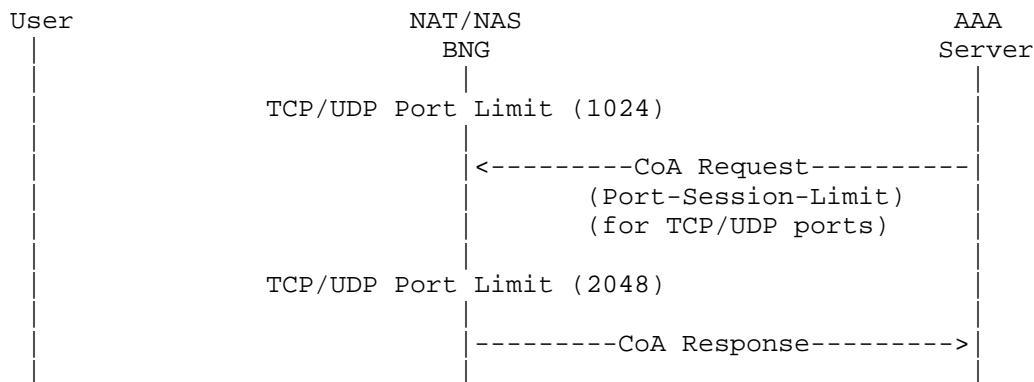 User                        NAT/NAS                             AAA
 |                            BNG                              Server
 |                             |                                 |
 |              TCP/UDP Port Limit (1024)                        |
 |                             |                                 |
 |                             |<---------CoA Request----------|
 |                             |       (Port-Session-Limit)      |
 |                             |       (for TCP/UDP ports)       |
 |                             |                                 |
 |              TCP/UDP Port Limit (2048)                        |
 |                             |                                 |
 |                             |---------CoA Response--------->|
 |                             |                                 |